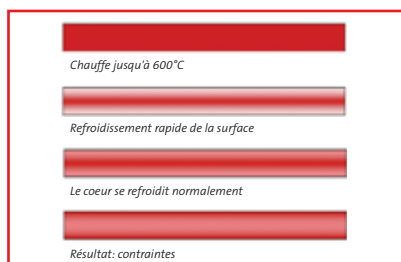 Chauffe jusqu'à 600°C
Refroidissement rapide de la surface
Le coeur se refroidit normalement
Résultat: contraintes